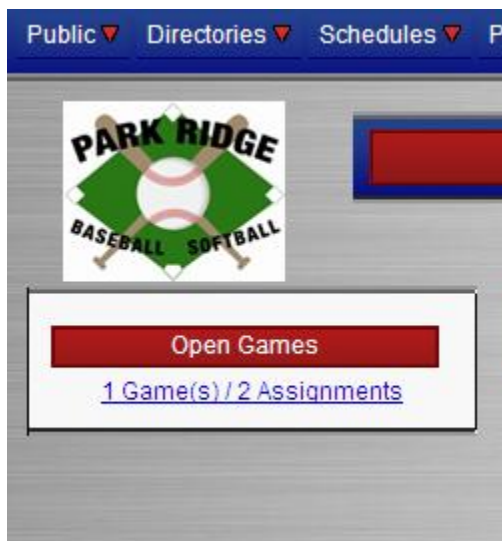 Public Directories Schedules P
PARK RIDGE
BASEBALL SOFTBALL
Open Games
1 Game(s) / 2 Assignments